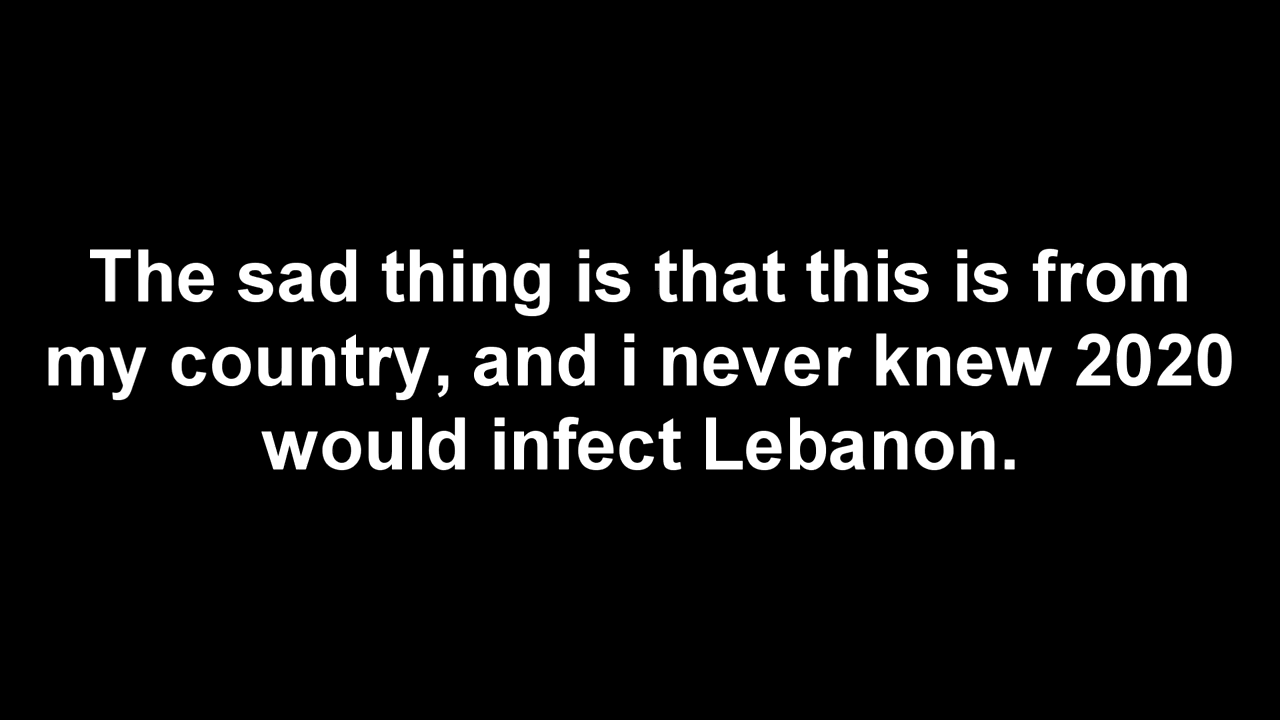 The sad thing is that this is from
my country, and i never knew 2020
would infect Lebanon.